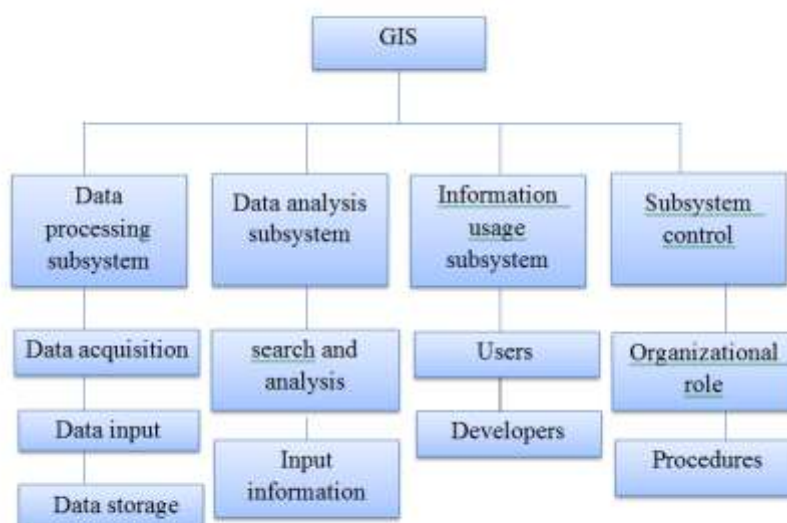 GIS
Data
processing
subsystem
Data analysis
subsystem
Information
usage
subsystem
Subsystem
control
Data acquisition
search and
analysis
Users
Organizational
role
Data input
Input
information
Developers
Procedures
Data storage